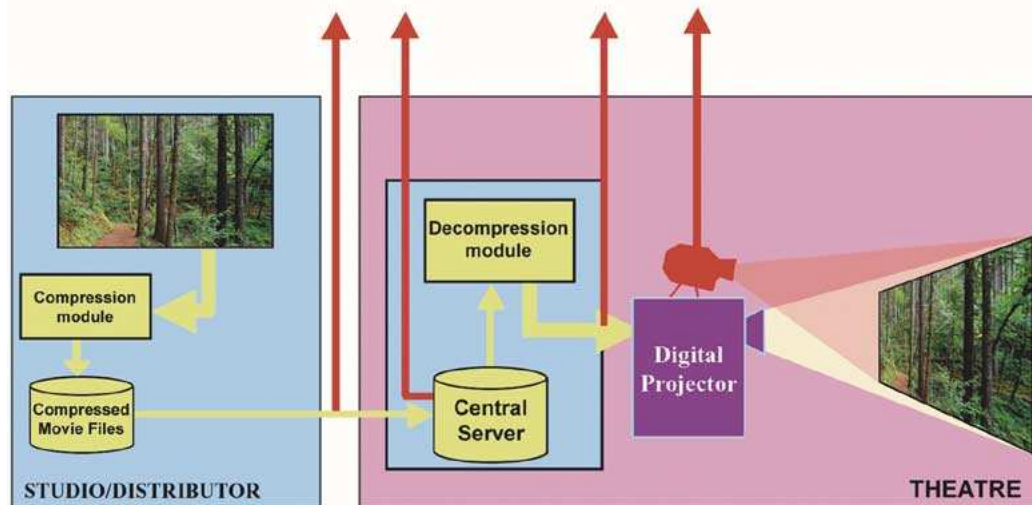 Decompression
module
Compression
module
Digital
Projector
Compressed
Movie Files
Central
Server
STUDIO/DISTRIBUTOR
THEATRE